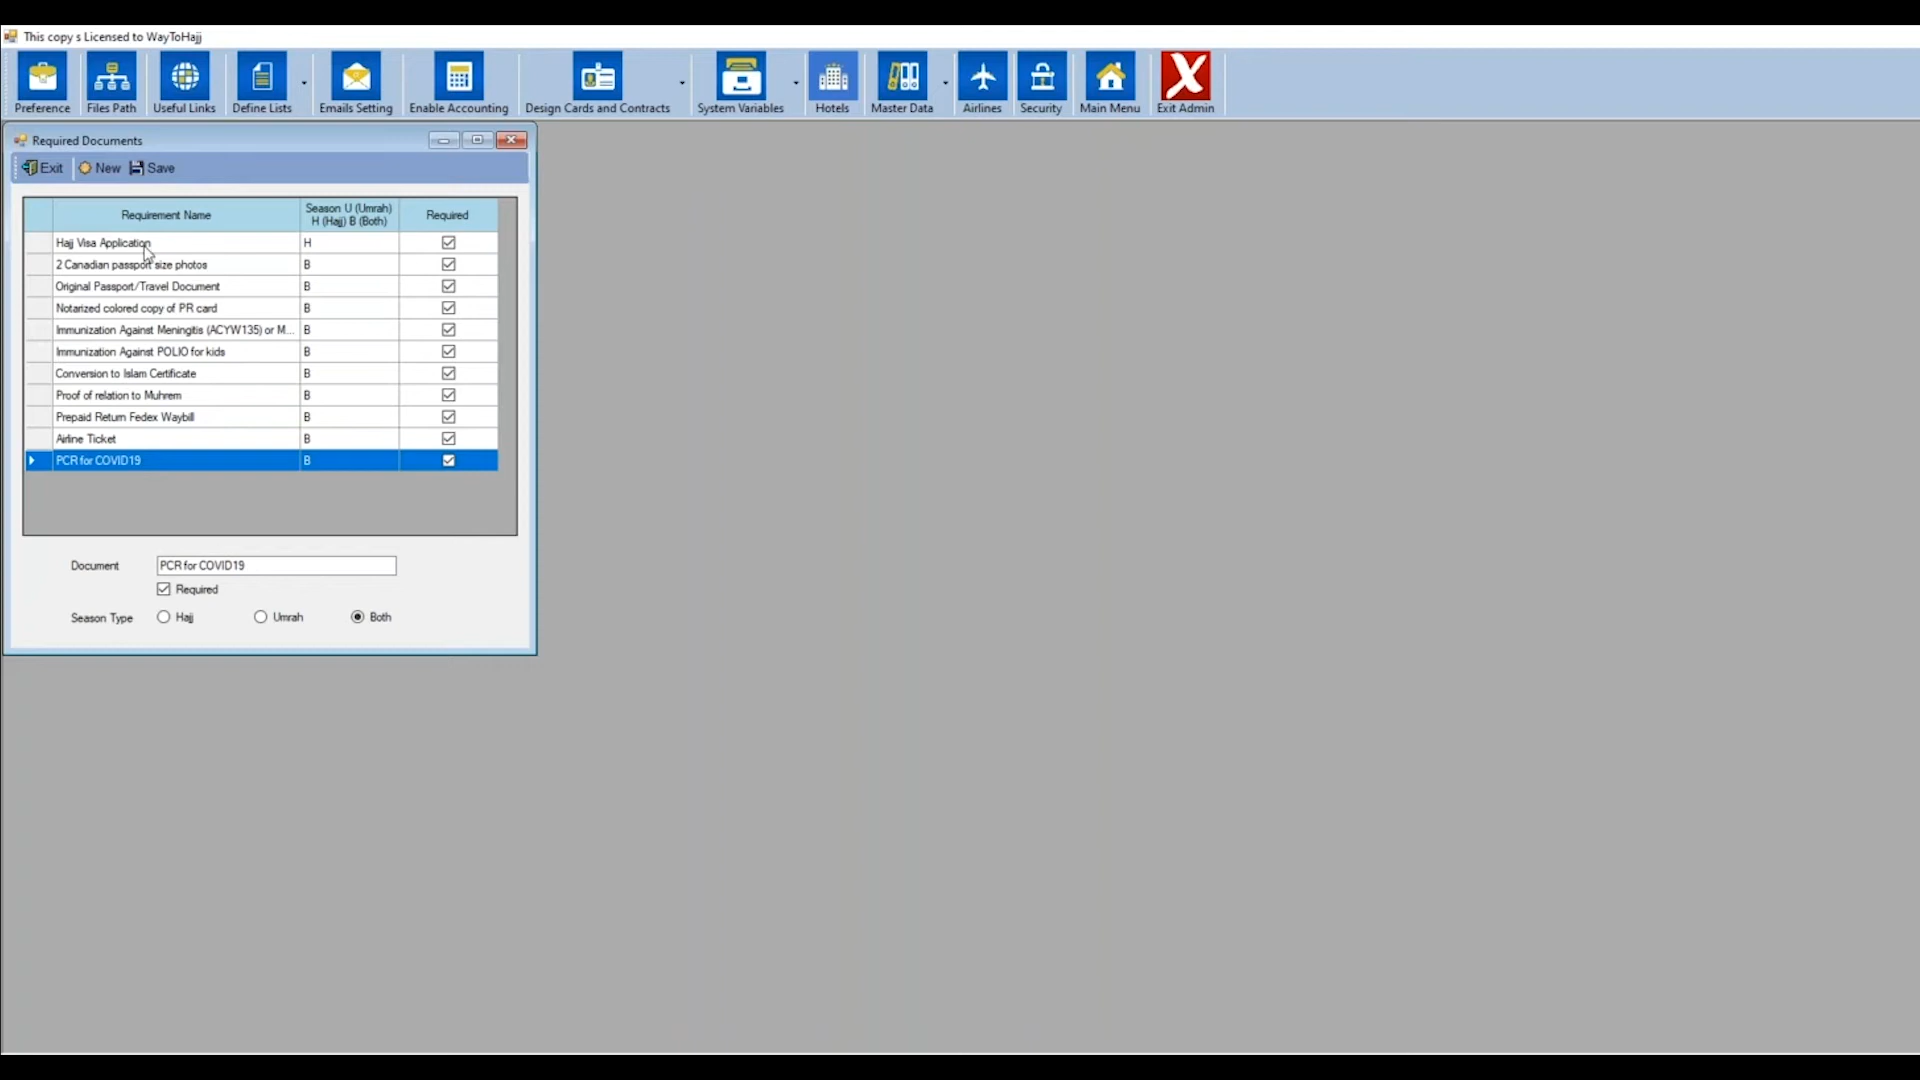 This copy s Licensed to WayToHajj
Preference
Files Path
Useful Links
Define Lists
Emails Setting
Enable Accounting
Design Cards and Contracts
System Variables
Hotels
Master Data
Airlines
Security
Main Menu
Exit Admin
Required Documents
Exit New Save
Requirement Name
Season U (Umrah)
H (Hajj) B (Both)
Required
Hajj Visa Application H
2 Canadian passport size photos B
Original Passport/Travel Document B
Notarized colored copy of PR card B
Immunization Against Meningitis (ACYW135) or M... B
Immunization Against POLIO for kids B
Conversion to Islam Certificate B
Proof of relation to Muhrem B
Prepaid Return Fedex Waybill B
Airline Ticket B
PCR for COVID19 B
Document PCR for COVID19
Required
Season Type Hajj Umrah Both